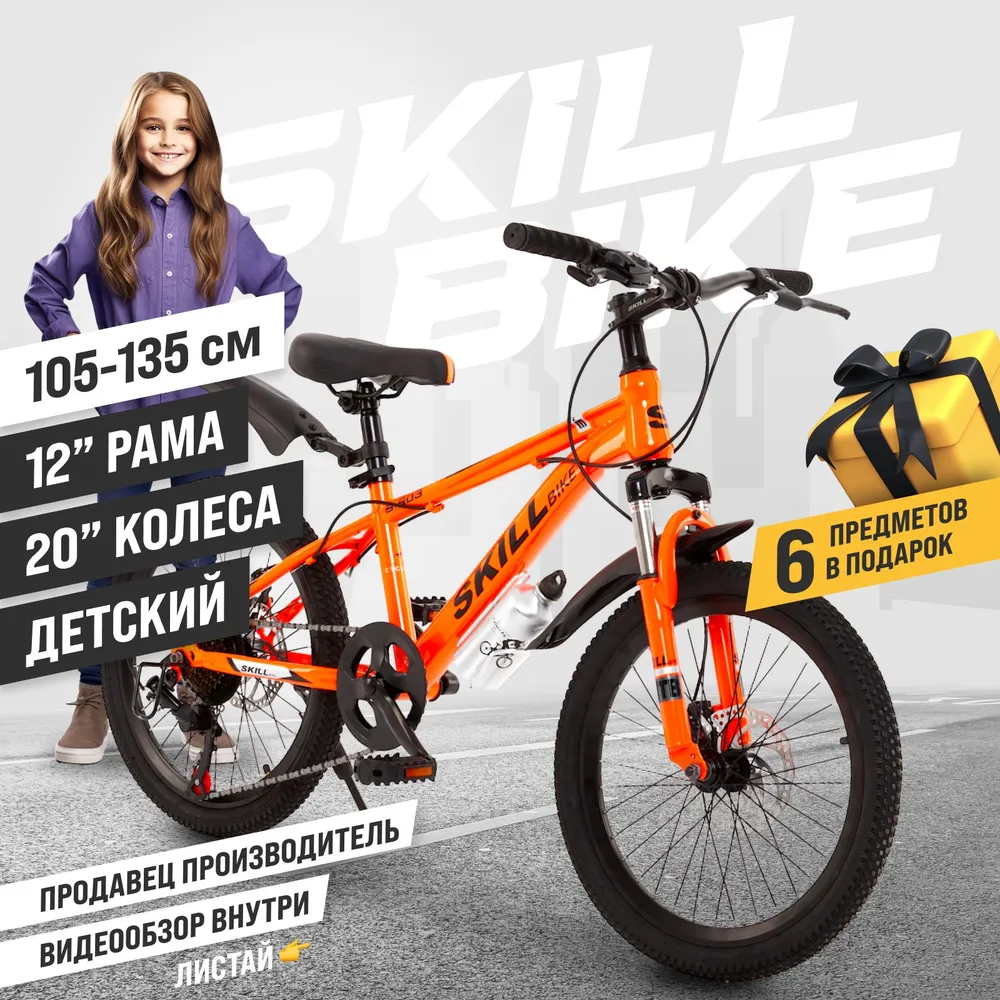 SKILL
BIKE
105-135 см
12” РАМА
20” КОЛЕСА
ДЕТСКИЙ
6 ПРЕДМЕТОВ
В ПОДАРОК
SKILL BIKE
SKILL
ПРОДАВЕЦ ПРОИЗВОДИТЕЛЬ
ВИДЕООБЗОР ВНУТРИ
ЛИСТАЙ 👉